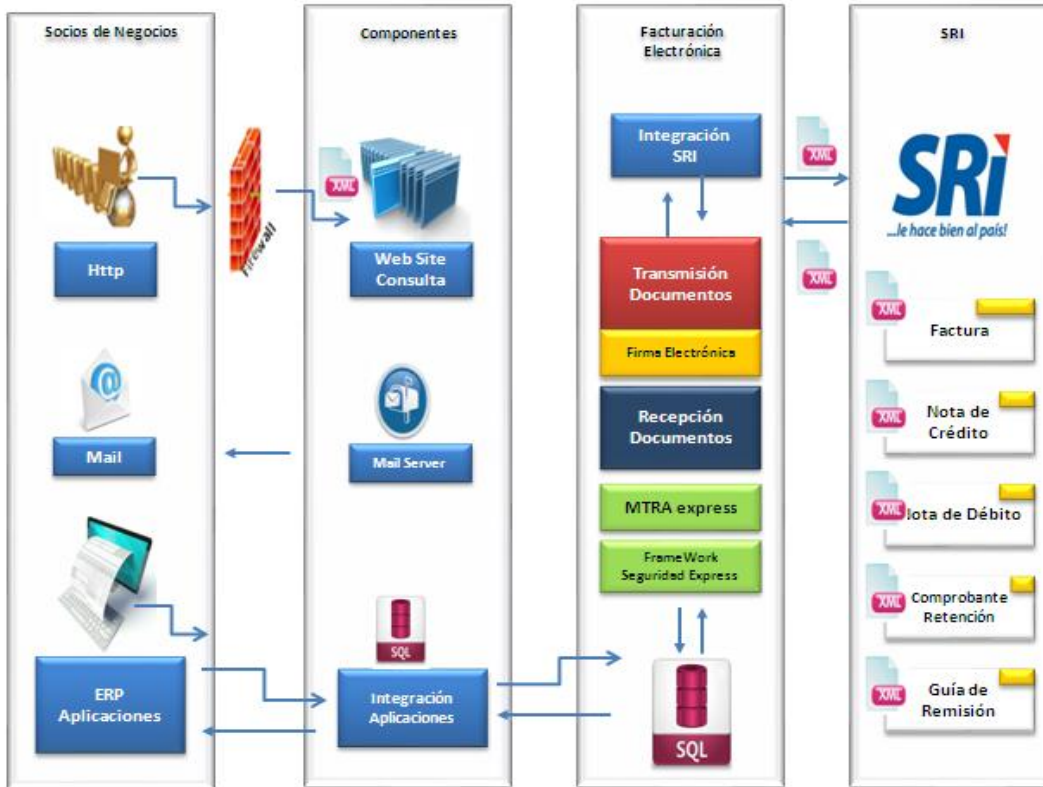 Socios de Negocios
Http
Mail
ERP
Aplicaciones
Firewall
Componentes
XML
Web Site
Consulta
Mail Server
SQL
Integración
Aplicaciones
Facturación
Electrónica
Integración
SRI
Transmisión
Documentos
Firma Electrónica
Recepción
Documentos
MTRA express
FrameWork
Seguridad Express
SQL
XML
XML
SRI
SRi
...le hace bien al país!
XML
Factura
XML
Nota de
Crédito
XML
lota de Débito
XML
Comprobante
Retención
XML
Guía de
Remisión